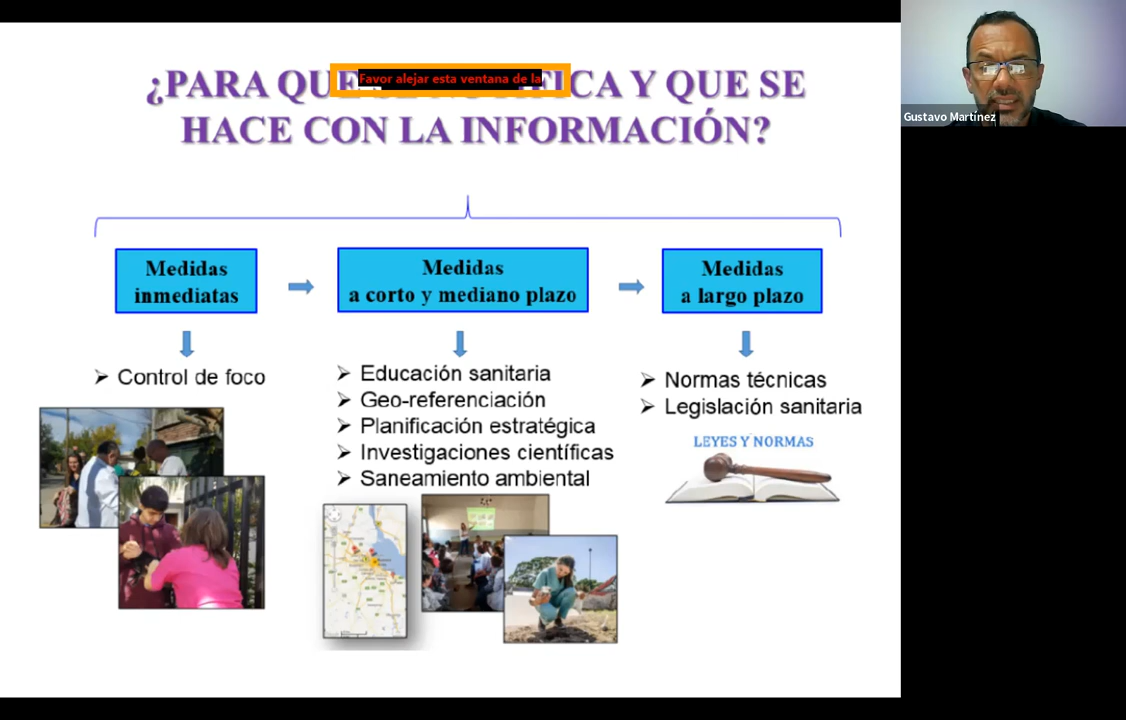 ¿PARA QUE SE NOTIFICA Y QUE SE
Favor alejar esta ventana de la
HACE CON LA INFORMACIÓN?
Gustavo Martínez
Medidas
inmediatas
Medidas
a corto y mediano plazo
Medidas
a largo plazo
➢ Control de foco
➢ Educación sanitaria
➢ Geo-referenciación
➢ Planificación estratégica
➢ Investigaciones científicas
➢ Saneamiento ambiental
➢ Normas técnicas
➢ Legislación sanitaria
LEYES Y NORMAS